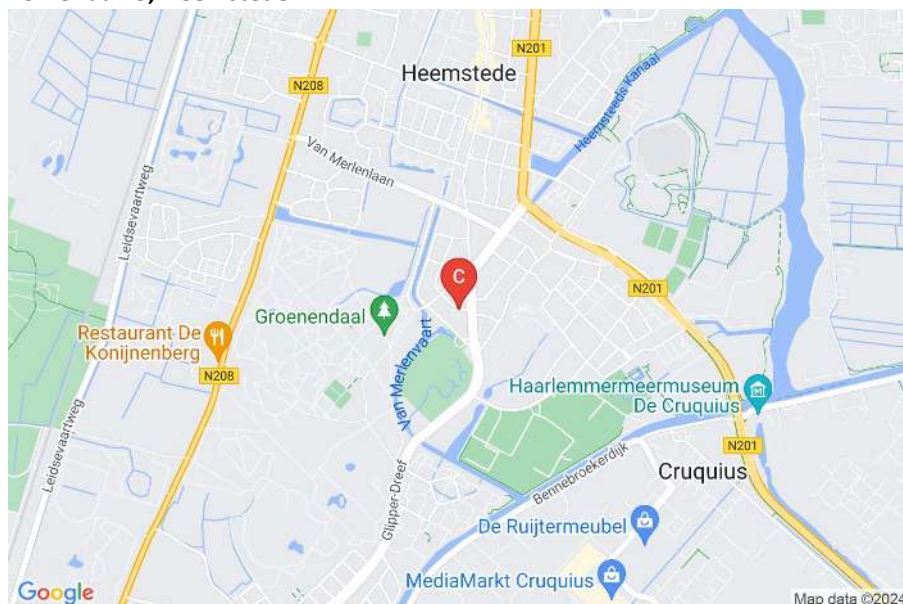 Heemstede
N201
N208
Heemsteeds Kanaal
Van Merlenlaan
Leidsevaartweg
C
N201
Groenendaal
Restaurant De
Konijnenberg
Van Merlenvaart
N208
Haarlemmermeermuseum
De Cruquius
Leidsevaartweg
Glipper-Dreef
Bennebroekerdijk
N201
Cruquius
De Ruijtermeubel
MediaMarkt Cruquius
Google
Map data ©2024